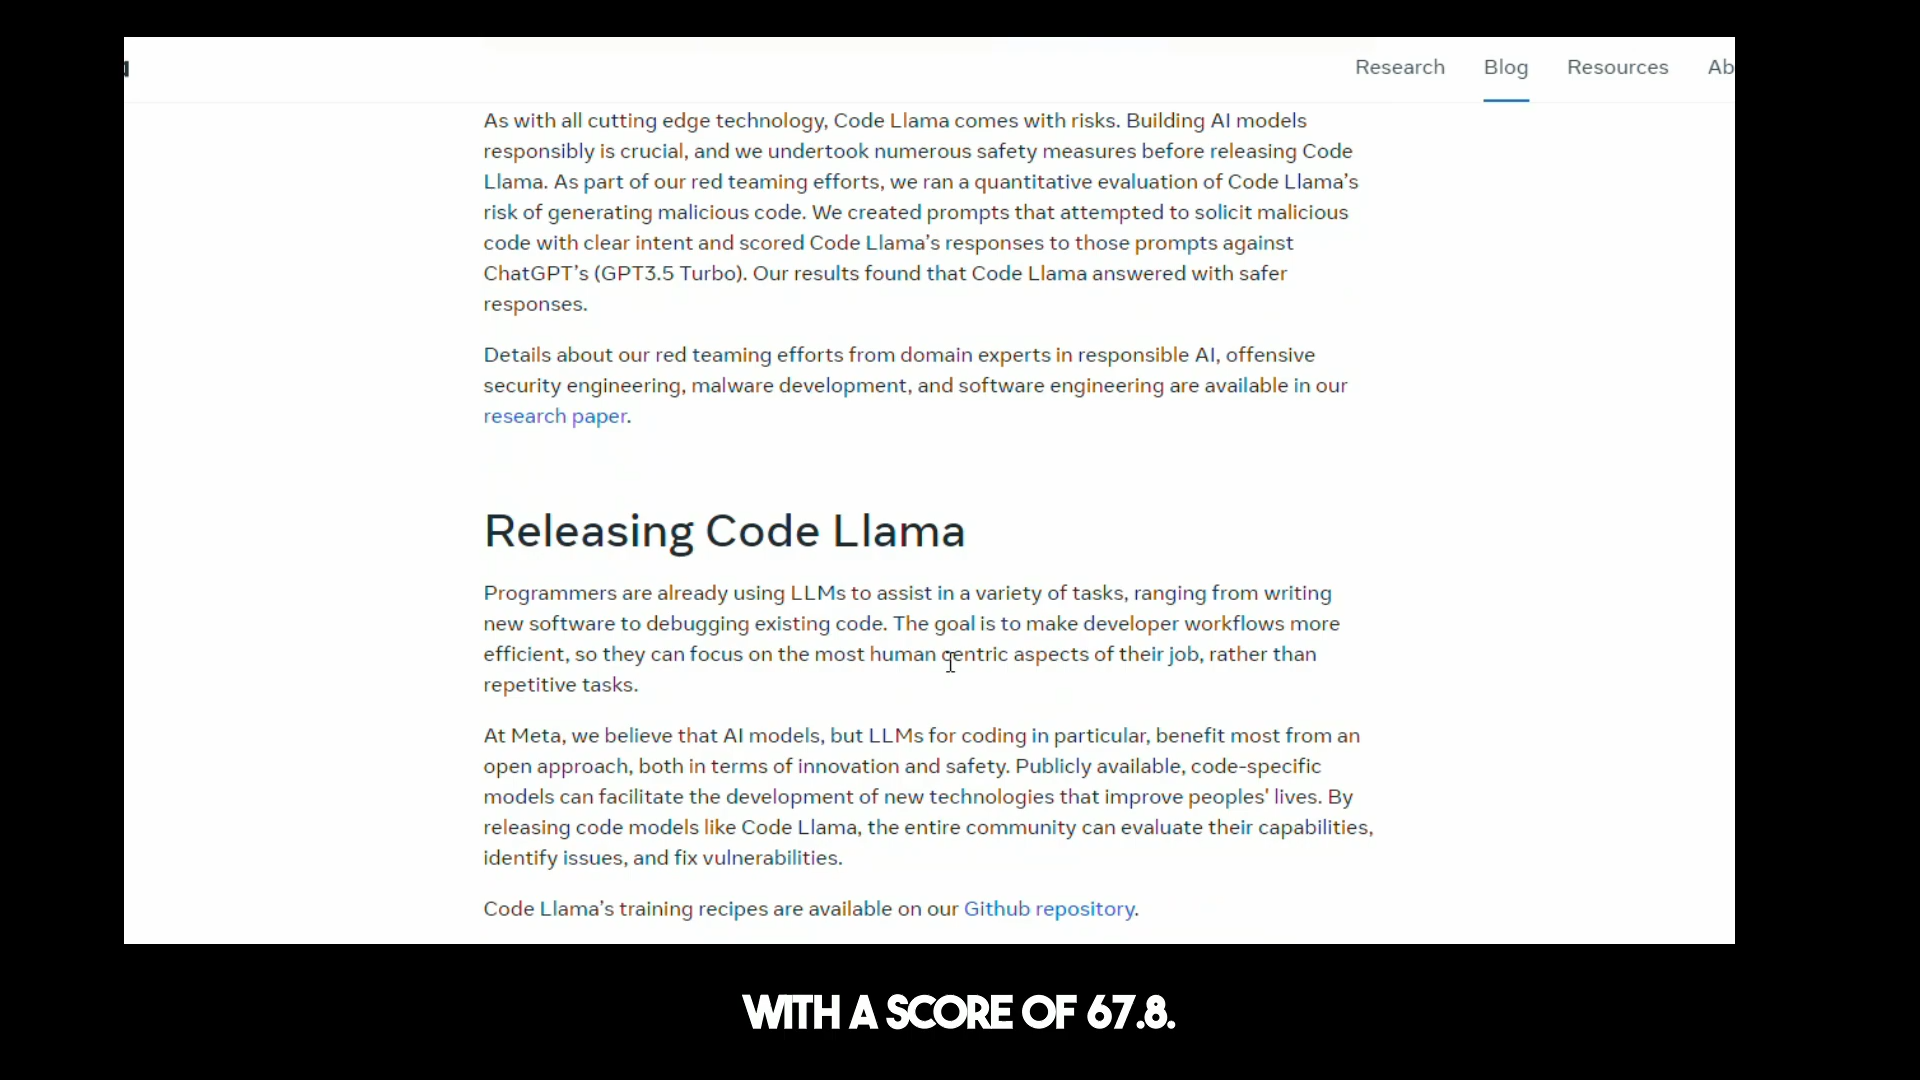 Research Blog Resources Ab
As with all cutting edge technology, Code Llama comes with risks. Building AI models
responsibly is crucial, and we undertook numerous safety measures before releasing Code
Llama. As part of our red teaming efforts, we ran a quantitative evaluation of Code Llama’s
risk of generating malicious code. We created prompts that attempted to solicit malicious
code with clear intent and scored Code Llama’s responses to those prompts against
ChatGPT’s (GPT3.5 Turbo). Our results found that Code Llama answered with safer
responses.
Details about our red teaming efforts from domain experts in responsible AI, offensive
security engineering, malware development, and software engineering are available in our
research paper.
Releasing Code Llama
Programmers are already using LLMs to assist in a variety of tasks, ranging from writing
new software to debugging existing code. The goal is to make developer workflows more
efficient, so they can focus on the most human centric aspects of their job, rather than
repetitive tasks.
At Meta, we believe that AI models, but LLMs for coding in particular, benefit most from an
open approach, both in terms of innovation and safety. Publicly available, code-specific
models can facilitate the development of new technologies that improve peoples' lives. By
releasing code models like Code Llama, the entire community can evaluate their capabilities,
identify issues, and fix vulnerabilities.
Code Llama’s training recipes are available on our Github repository.
WITH A SCORE OF 67.8.